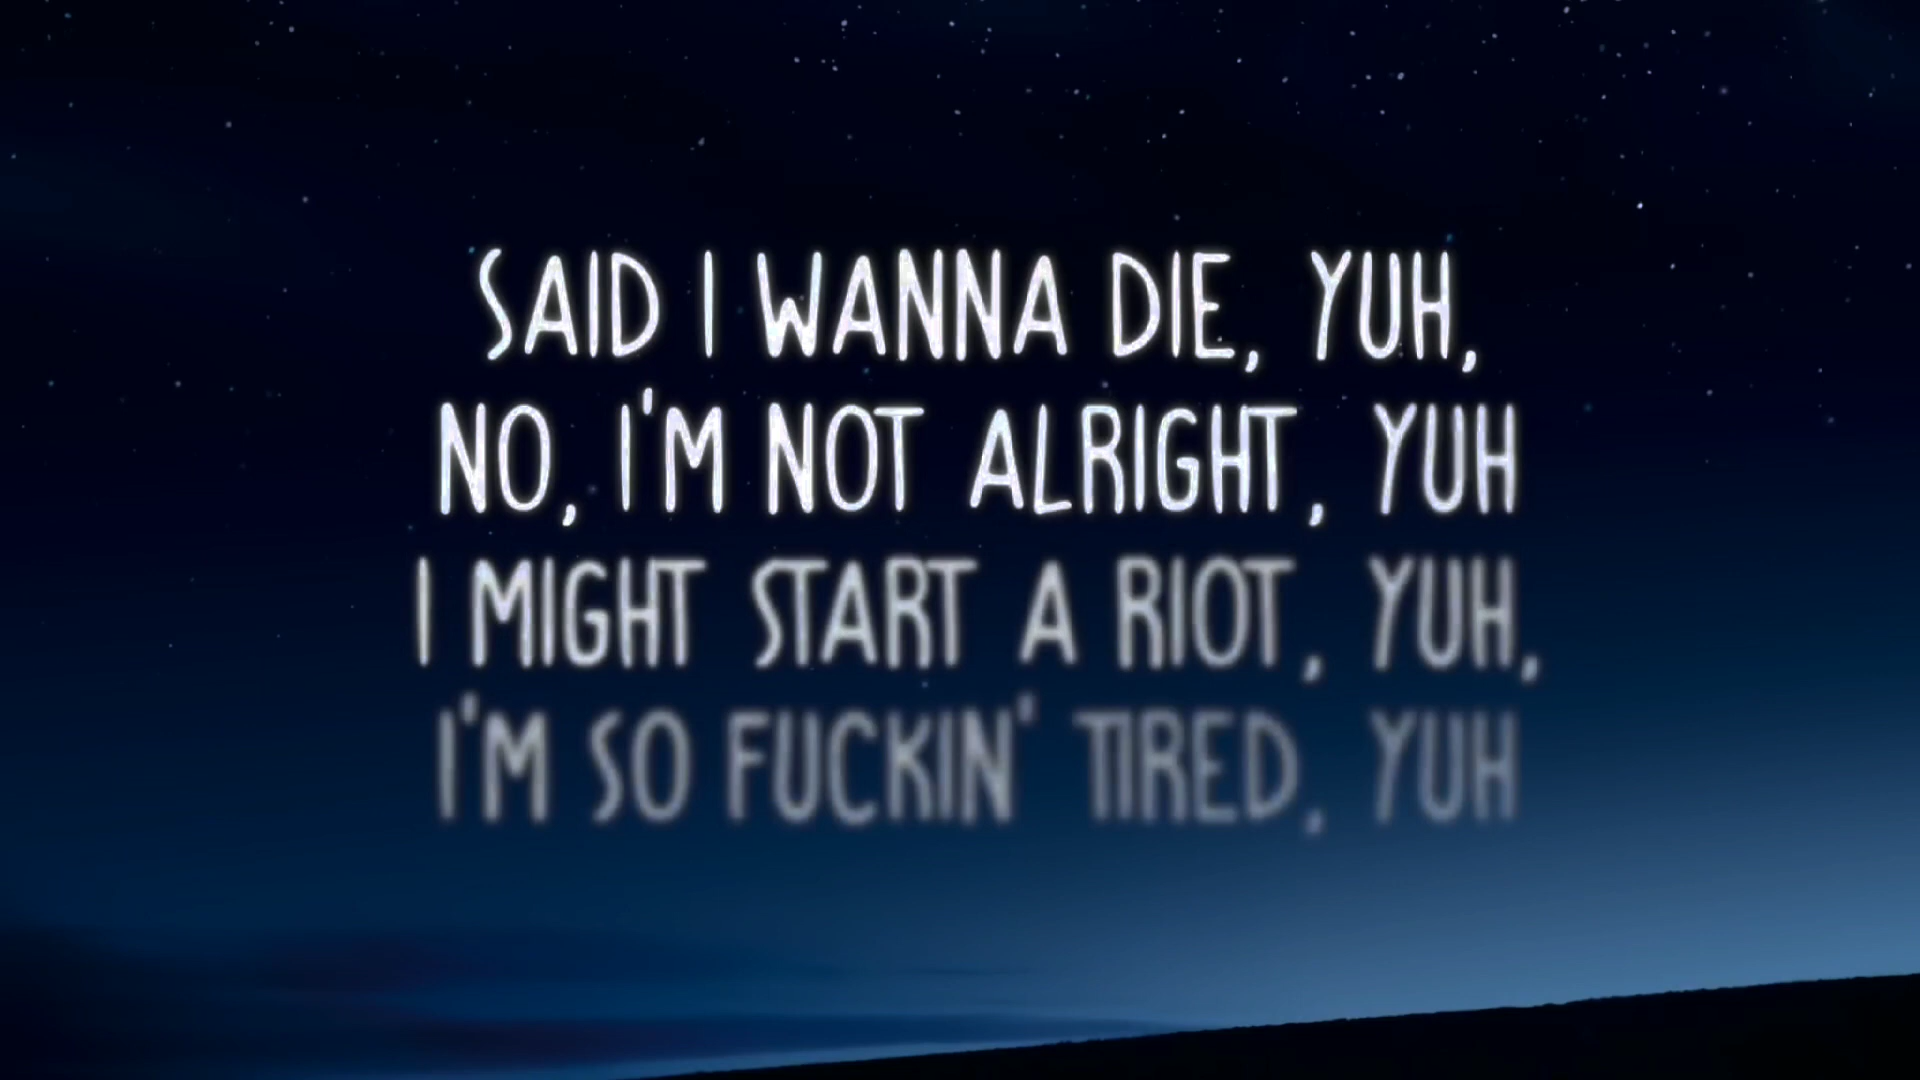 SAID I WANNA DIE, YUH,
NO, I'M NOT ALRIGHT, YUH
I MIGHT START A RIOT, YUH,
I'M SO FUCKIN' TIRED, YUH